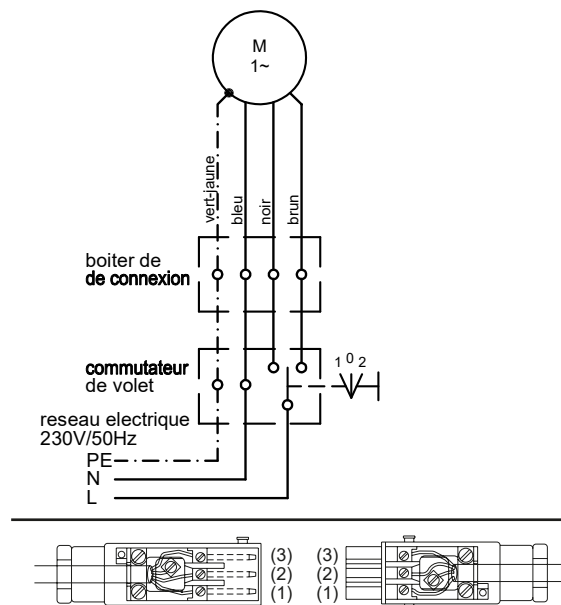 M
1~
vert-jaune
bleu
noir
brun
boiter de
de connexion
commutateur
de volet
1 0 2
reseau electrique
230V/50Hz
PE
N
L
(3) (3)
(2) (2)
(1) (1)